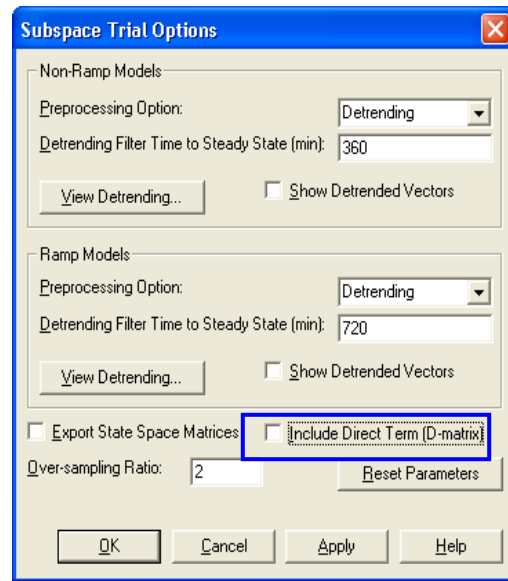 Subspace Trial Options
Non-Ramp Models
Preprocessing Option:
Detrending
Detrending Filter Time to Steady State (min):
360
View Detrending...
Show Detrended Vectors
Ramp Models
Preprocessing Option:
Detrending
Detrending Filter Time to Steady State (min):
720
View Detrending...
Show Detrended Vectors
Export State Space Matrices
Include Direct Term (D-matrix)
Over-sampling Ratio:
2
Reset Parameters
OK
Cancel
Apply
Help